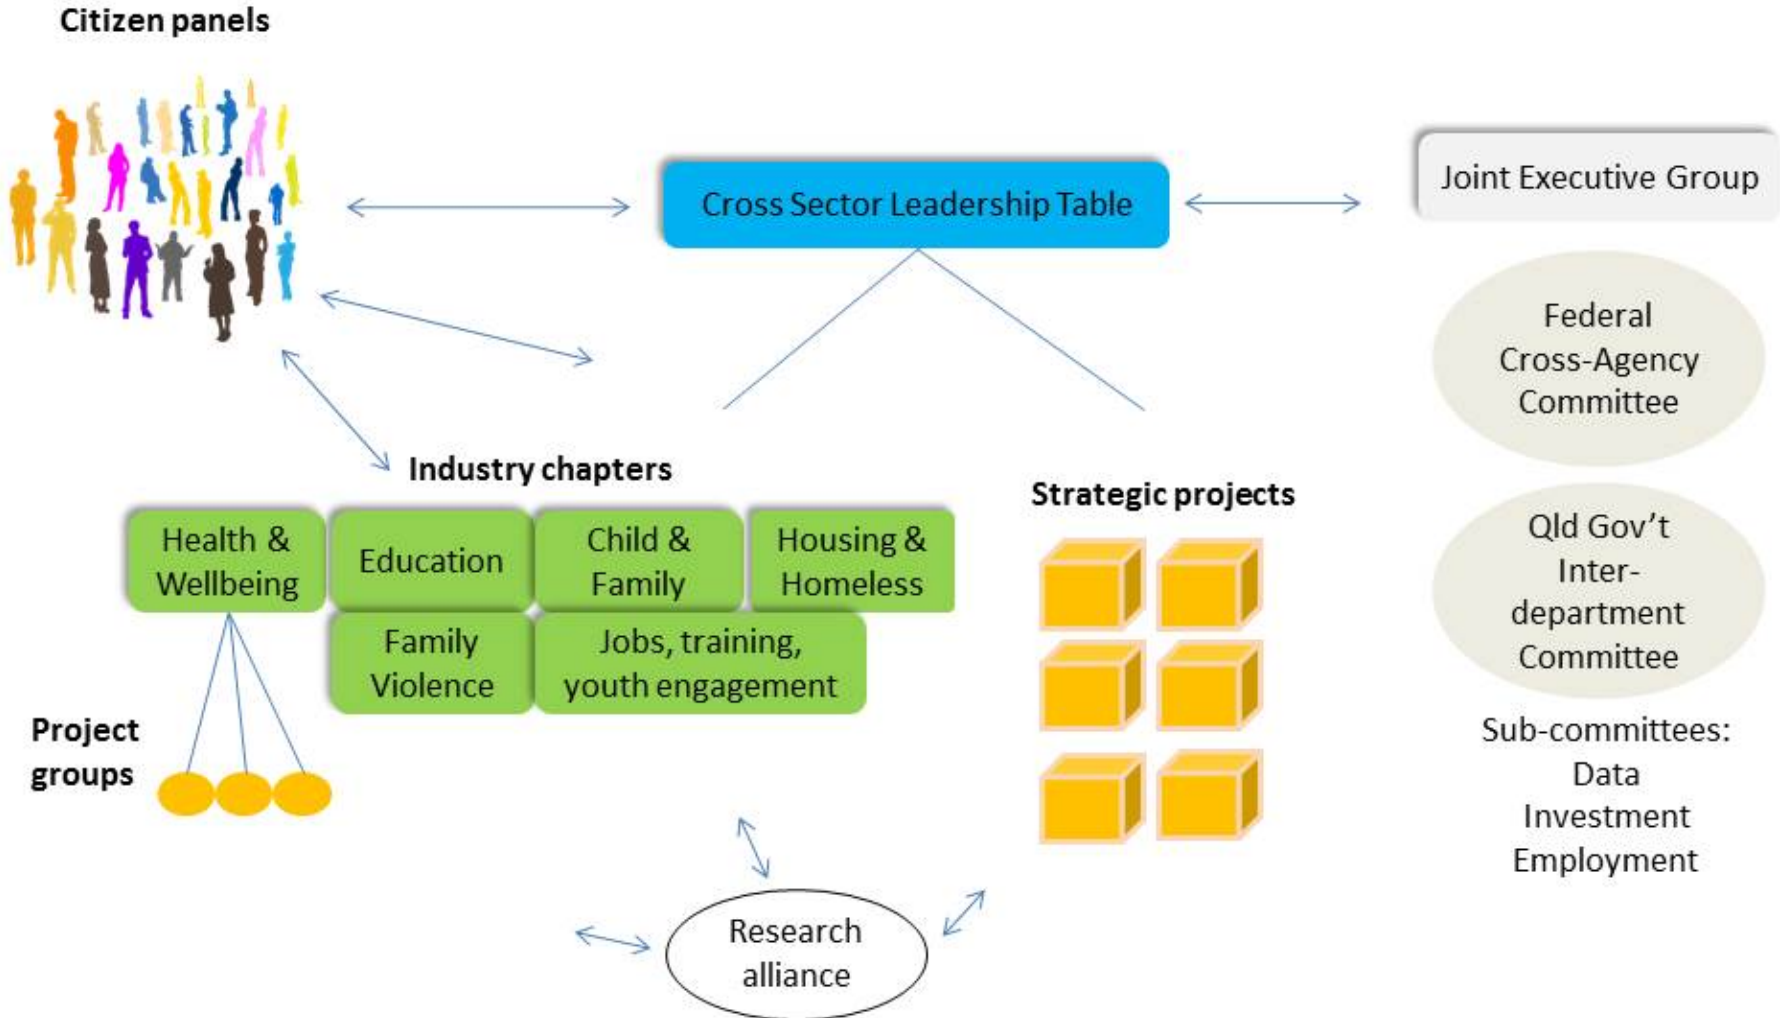 Citizen panels
Cross Sector Leadership Table
Joint Executive Group
Federal
Cross-Agency
Committee
Qld Gov’t
Inter-
department
Committee
Sub-committees:
Data
Investment
Employment
Industry chapters
Health &
Wellbeing
Education
Child &
Family
Housing &
Homeless
Family
Violence
Jobs, training,
youth engagement
Strategic projects
Project
groups
Research
alliance